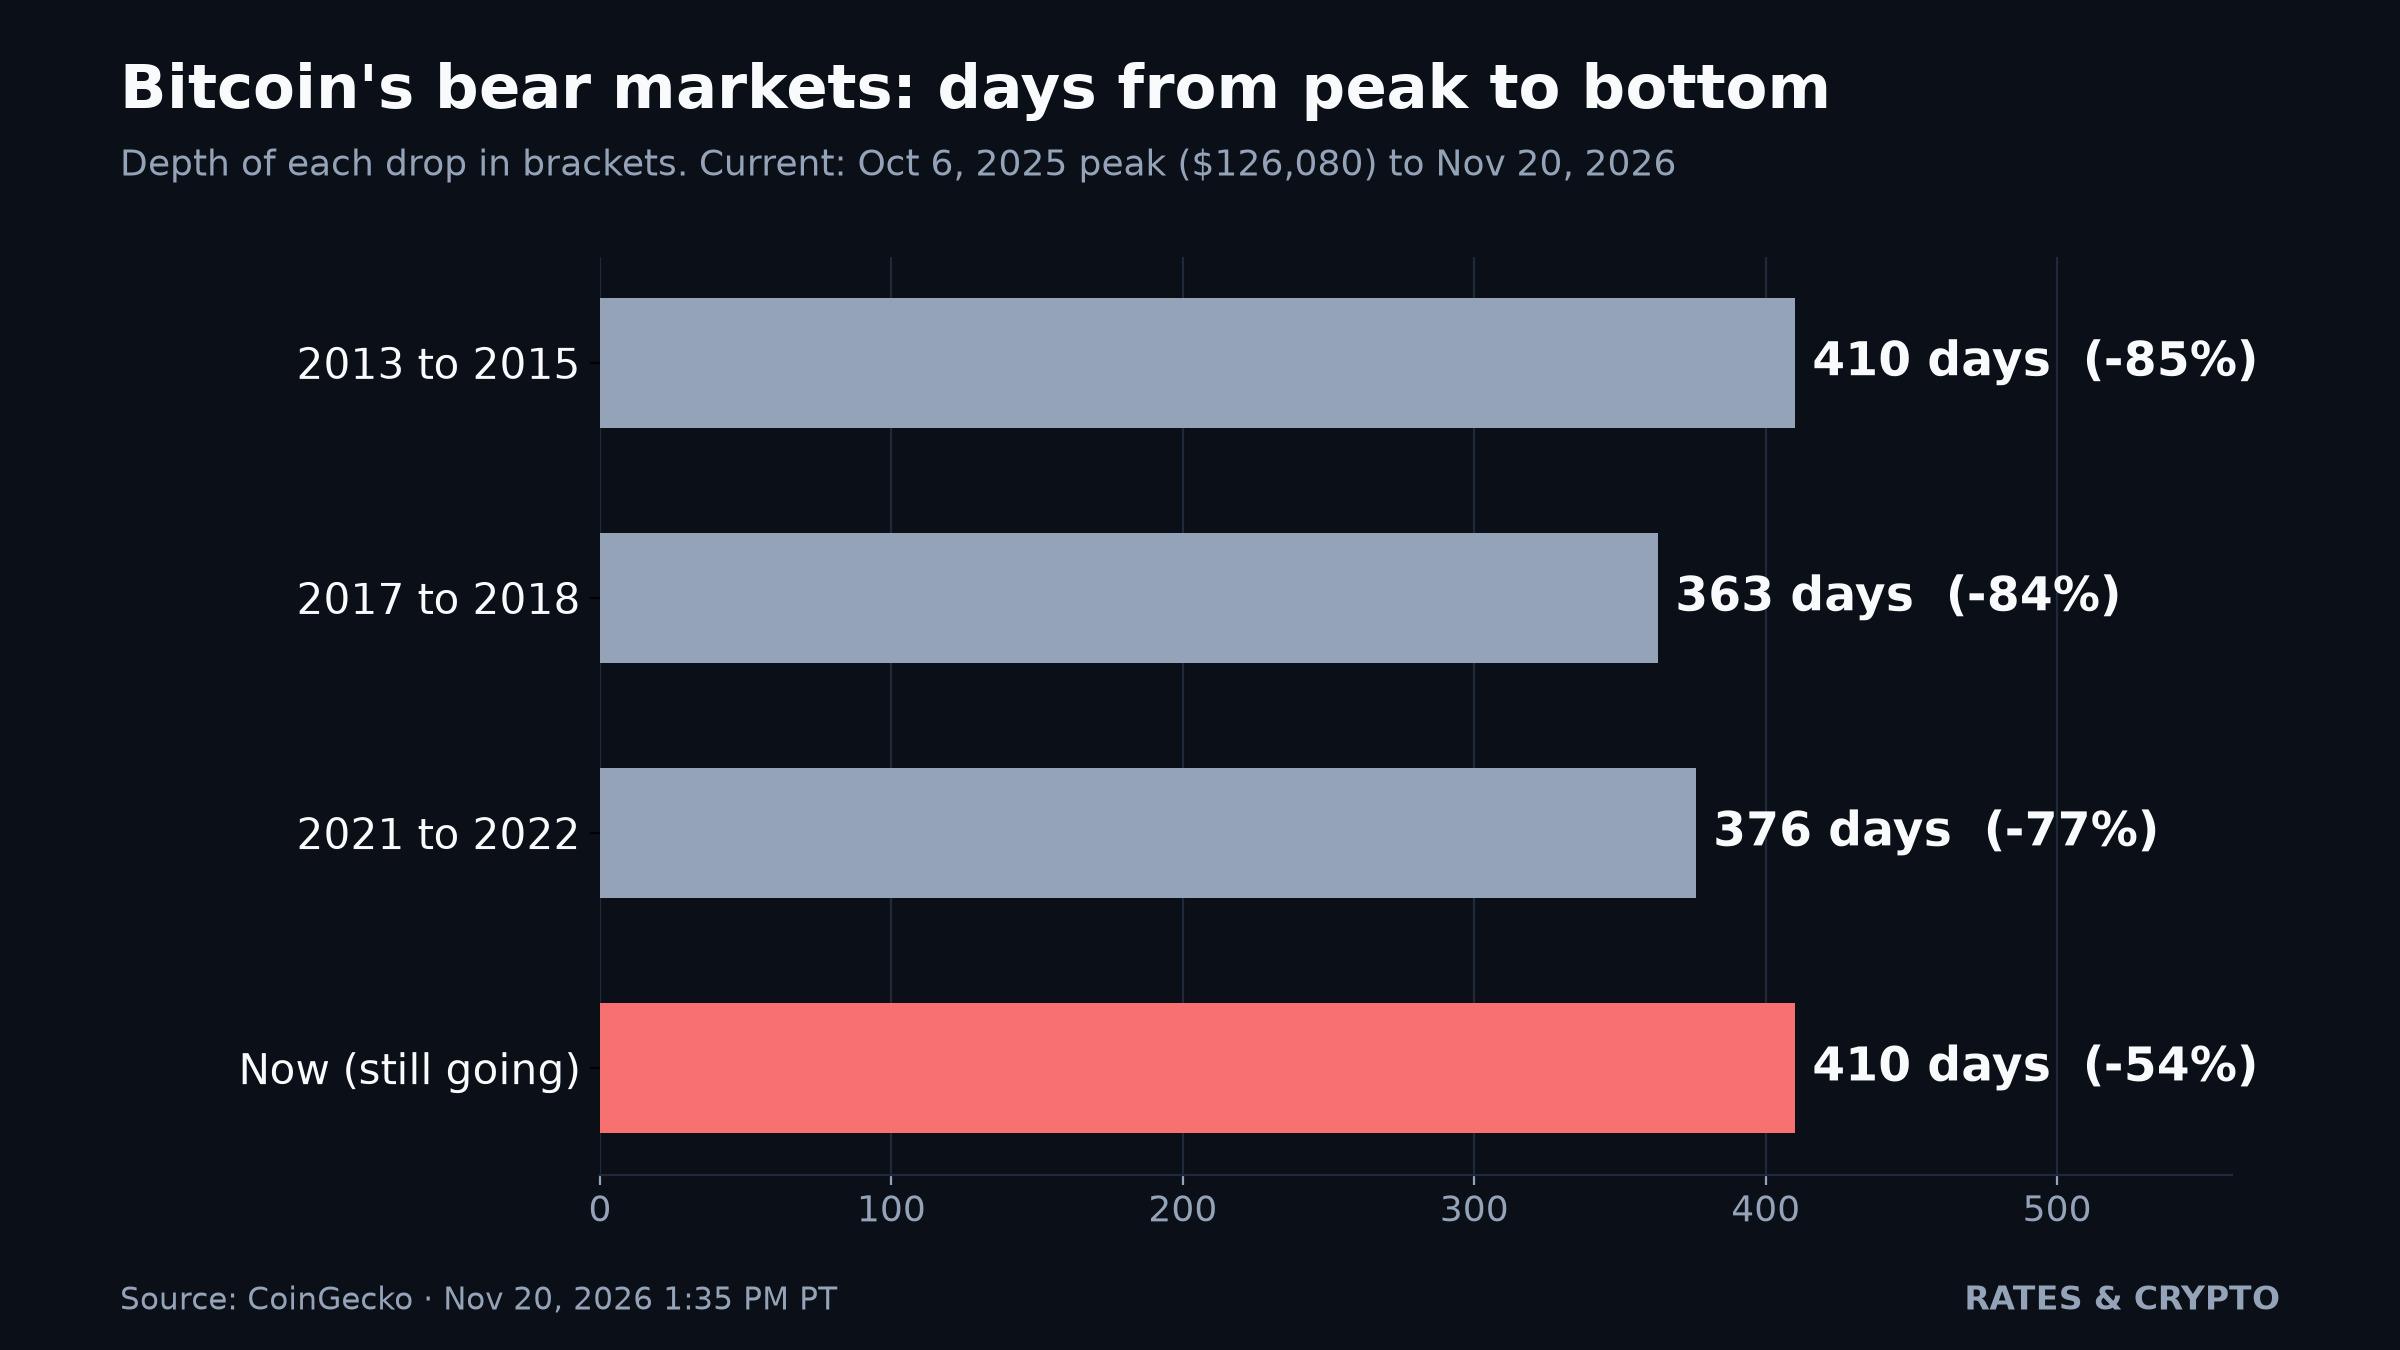 Bitcoin's bear markets: days from peak to bottom
Depth of each drop in brackets. Current: Oct 6, 2025 peak ($126,080) to Nov 20, 2026
2013 to 2015 410 days (-85%)
2017 to 2018 363 days (-84%)
2021 to 2022 376 days (-77%)
Now (still going) 410 days (-54%)
0 100 200 300 400 500
Source: CoinGecko · Nov 20, 2026 1:35 PM PT
RATES & CRYPTO